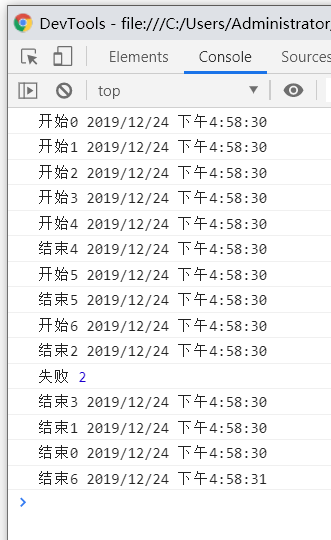 DevTools - file:///C:/Users/Administrator
Elements Console Sources
top
开始0 2019/12/24 下午4:58:30
开始1 2019/12/24 下午4:58:30
开始2 2019/12/24 下午4:58:30
开始3 2019/12/24 下午4:58:30
开始4 2019/12/24 下午4:58:30
结束4 2019/12/24 下午4:58:30
开始5 2019/12/24 下午4:58:30
结束5 2019/12/24 下午4:58:30
开始6 2019/12/24 下午4:58:30
结束2 2019/12/24 下午4:58:30
失败 2
结束3 2019/12/24 下午4:58:30
结束1 2019/12/24 下午4:58:30
结束0 2019/12/24 下午4:58:30
结束6 2019/12/24 下午4:58:31